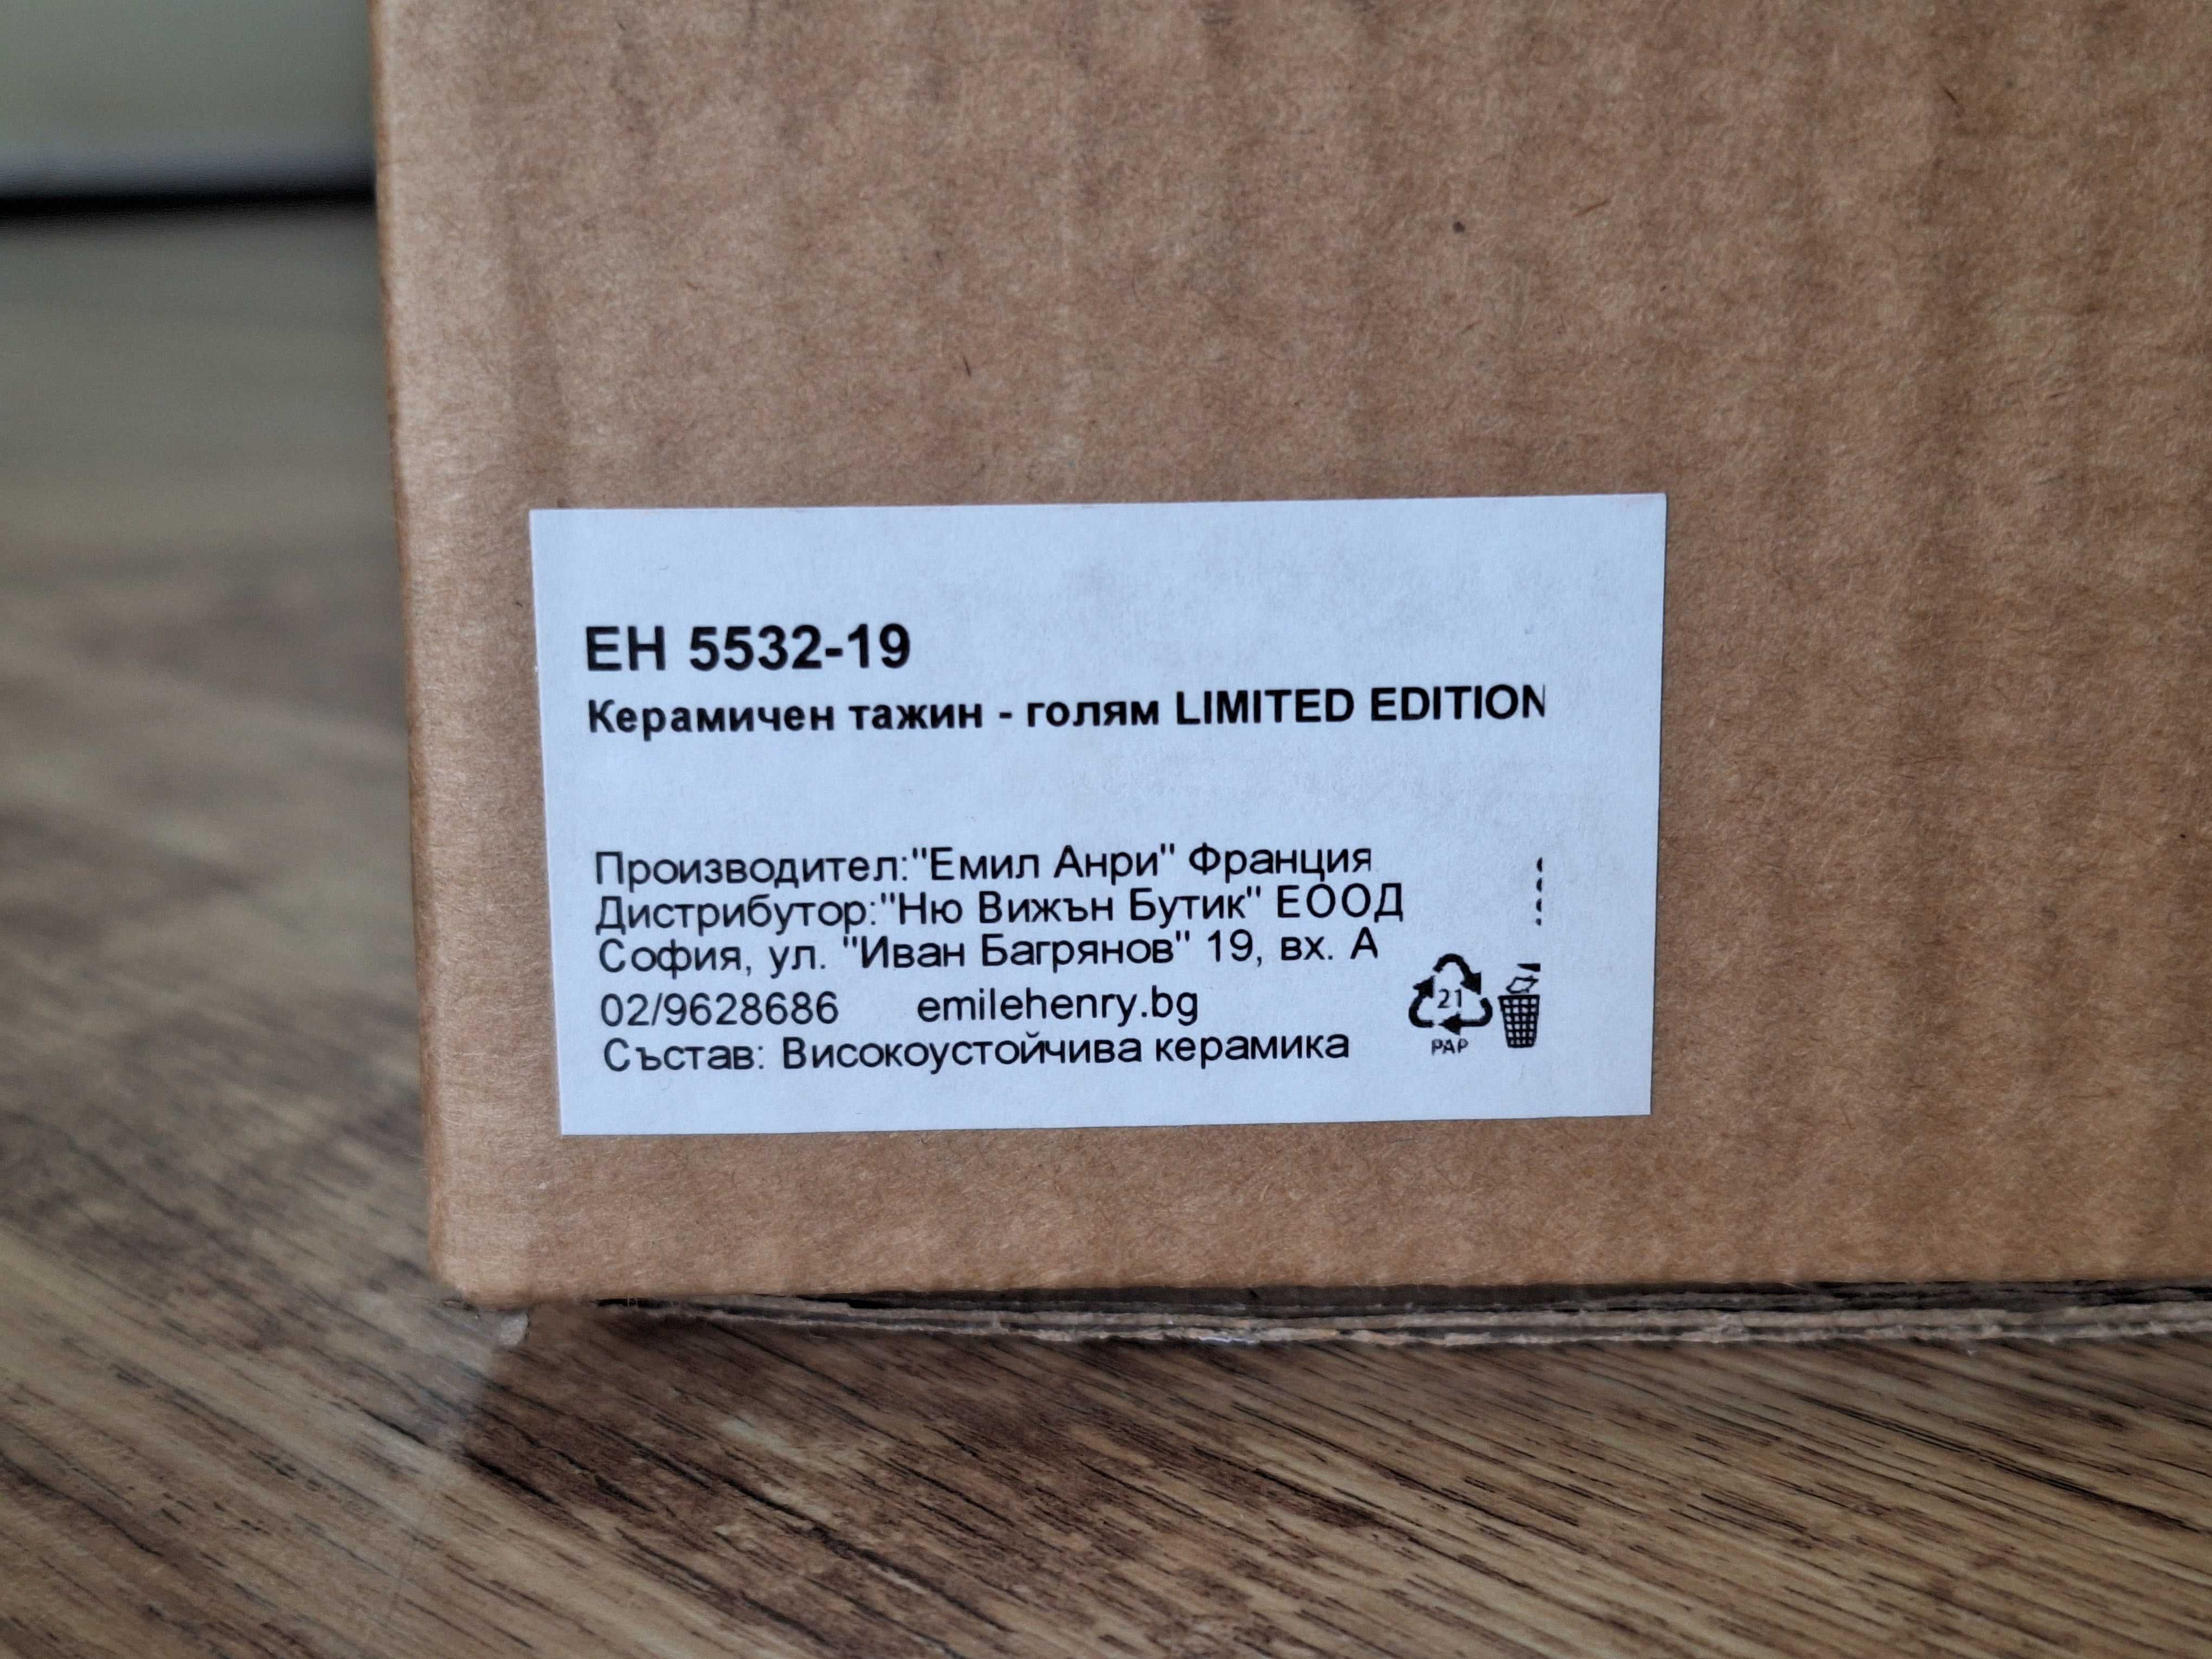 EH 5532-19
Керамичен тажин - голям LIMITED EDITION
Производител:"Емил Анри" Франция
Дистрибутор:"Ню Вижън Бутик" ЕООД
София, ул. "Иван Багрянов" 19, вх. А
02/9628686 emilehenry.bg
Състав: Високоустойчива керамика
21
PAP